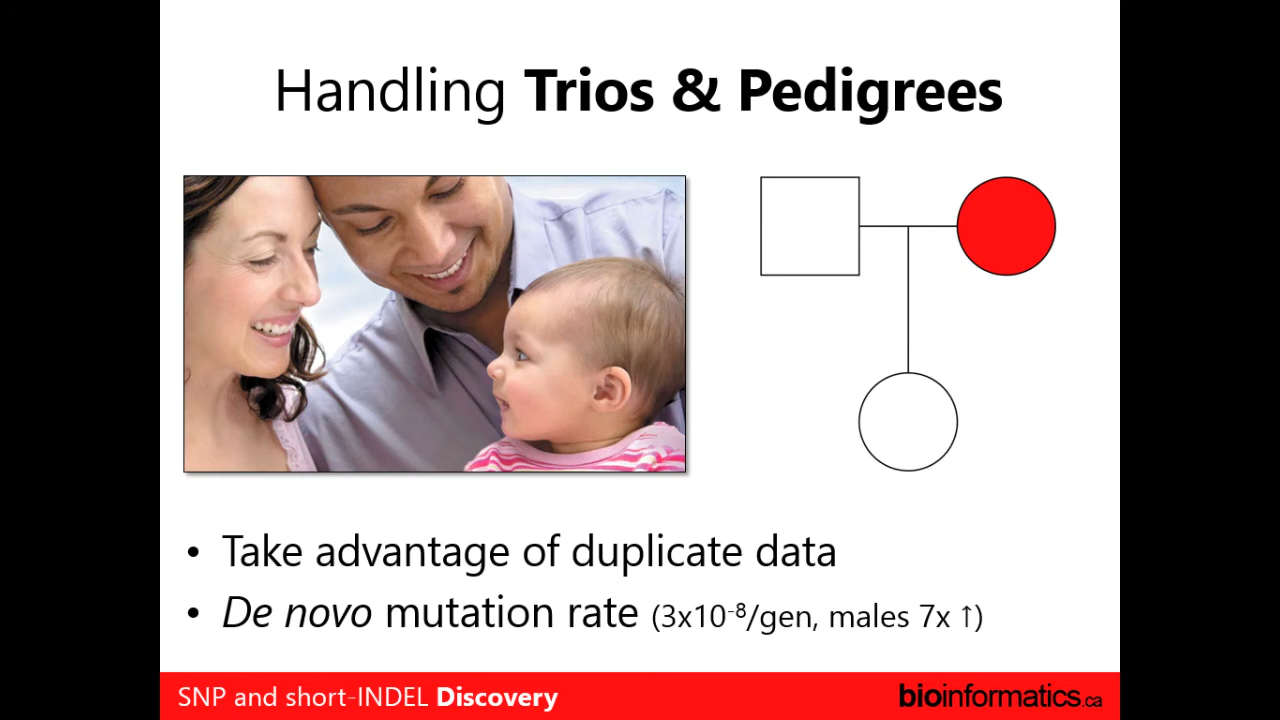 Handling Trios & Pedigrees
• Take advantage of duplicate data
• De novo mutation rate (3x10⁻⁸/gen, males 7x ↑)
SNP and short-INDEL Discovery
bioinformatics.ca